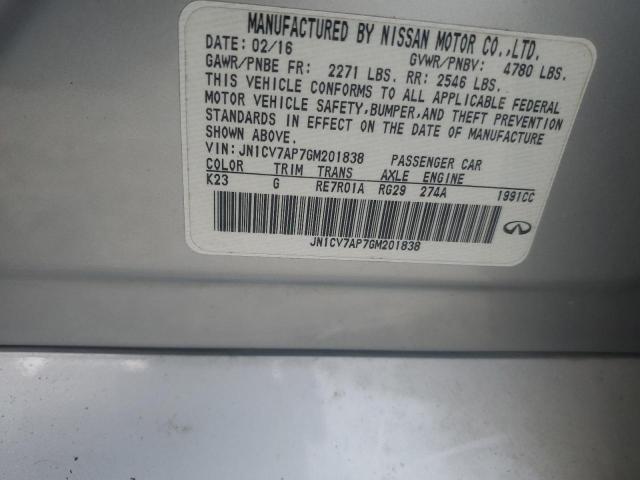 MANUFACTURED BY NISSAN MOTOR CO.,LTD.
DATE: 02/16 GVWR/PNBV: 4780 LBS.
GAWR/PNBE FR: 2271 LBS. RR: 2546 LBS.
THIS VEHICLE CONFORMS TO ALL APPLICABLE FEDERAL
MOTOR VEHICLE SAFETY,BUMPER,AND THEFT PREVENTION
STANDARDS IN EFFECT ON THE DATE OF MANUFACTURE
SHOWN ABOVE.
VIN: JN1CV7AP7GM201838 PASSENGER CAR
COLOR TRIM TRANS AXLE ENGINE
K23 G RE7R01A RG29 274A 1991CC
JN1CV7AP7GM201838